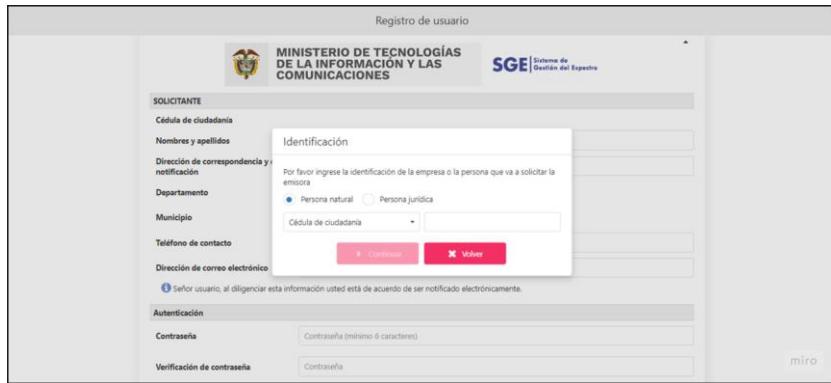 Registro de usuario
MINISTERIO DE TECNOLOGÍAS
DE LA INFORMACIÓN Y LAS
COMUNICACIONES
SGE Sistema de
Gestión del Espectro
SOLICITANTE
Cédula de ciudadanía
Nombres y apellidos
Dirección de correspondencia y
notificación
Departamento
Municipio
Teléfono de contacto
Dirección de correo electrónico
Identificación
Por favor ingrese la identificación de la empresa o la persona que va a solicitar la
emisora
Persona natural Persona jurídica
Cédula de ciudadanía
Continuar Volver
Señor usuario, al diligenciar esta información usted está de acuerdo de ser notificado electrónicamente.
Autenticación
Contraseña Contraseña (mínimo 6 caracteres)
Verificación de contraseña Contraseña
miro